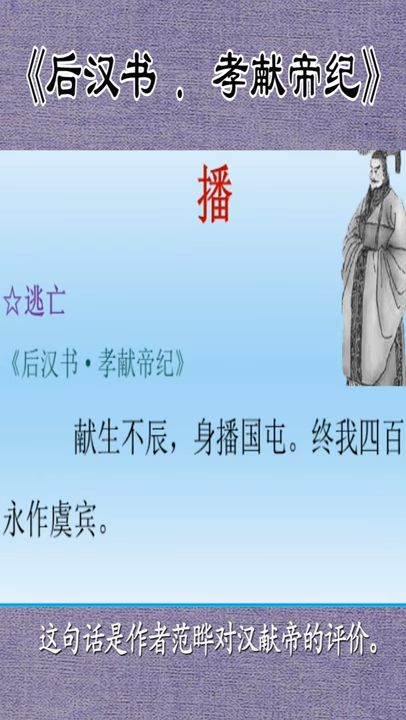 《后汉书 . 孝献帝纪》
播
☆逃亡
《后汉书·孝献帝纪》
献生不辰，身播国屯。终我四百
永作虞宾。
这句话是作者范晔对汉献帝的评价。